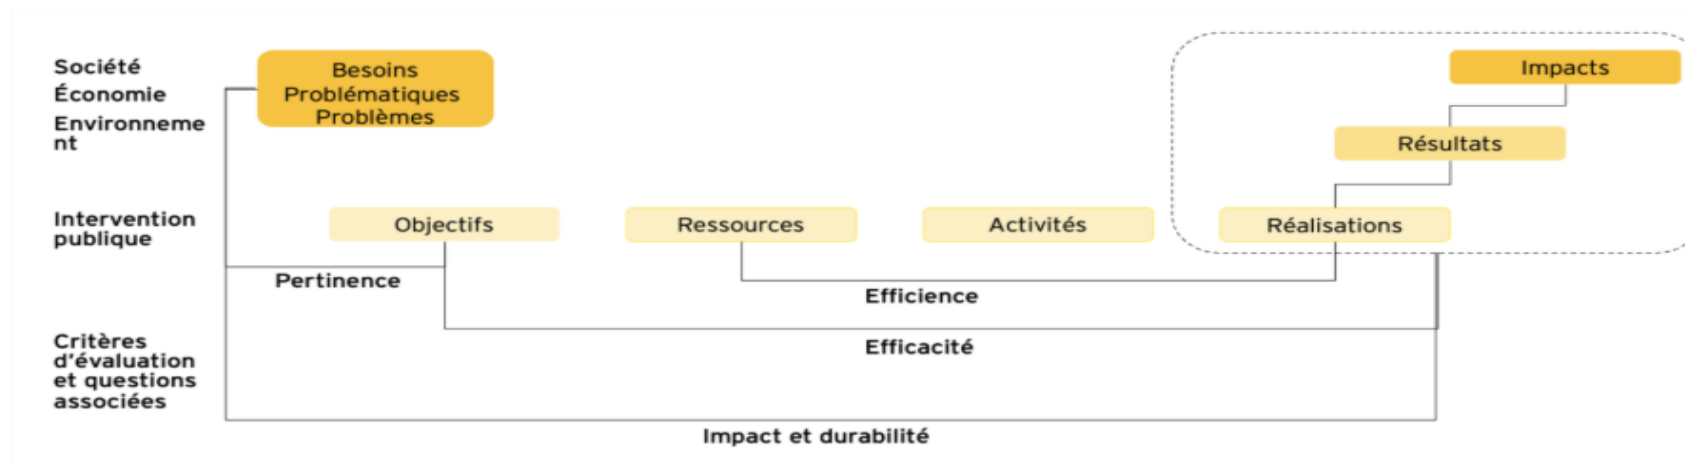 Société
Économie
Environneme
nt
Besoins
Problématiques
Problèmes
Impacts
Résultats
Intervention
publique
Objectifs
Ressources
Activités
Réalisations
Pertinence
Efficience
Efficacité
Critères
d'évaluation
et questions
associées
Impact et durabilité